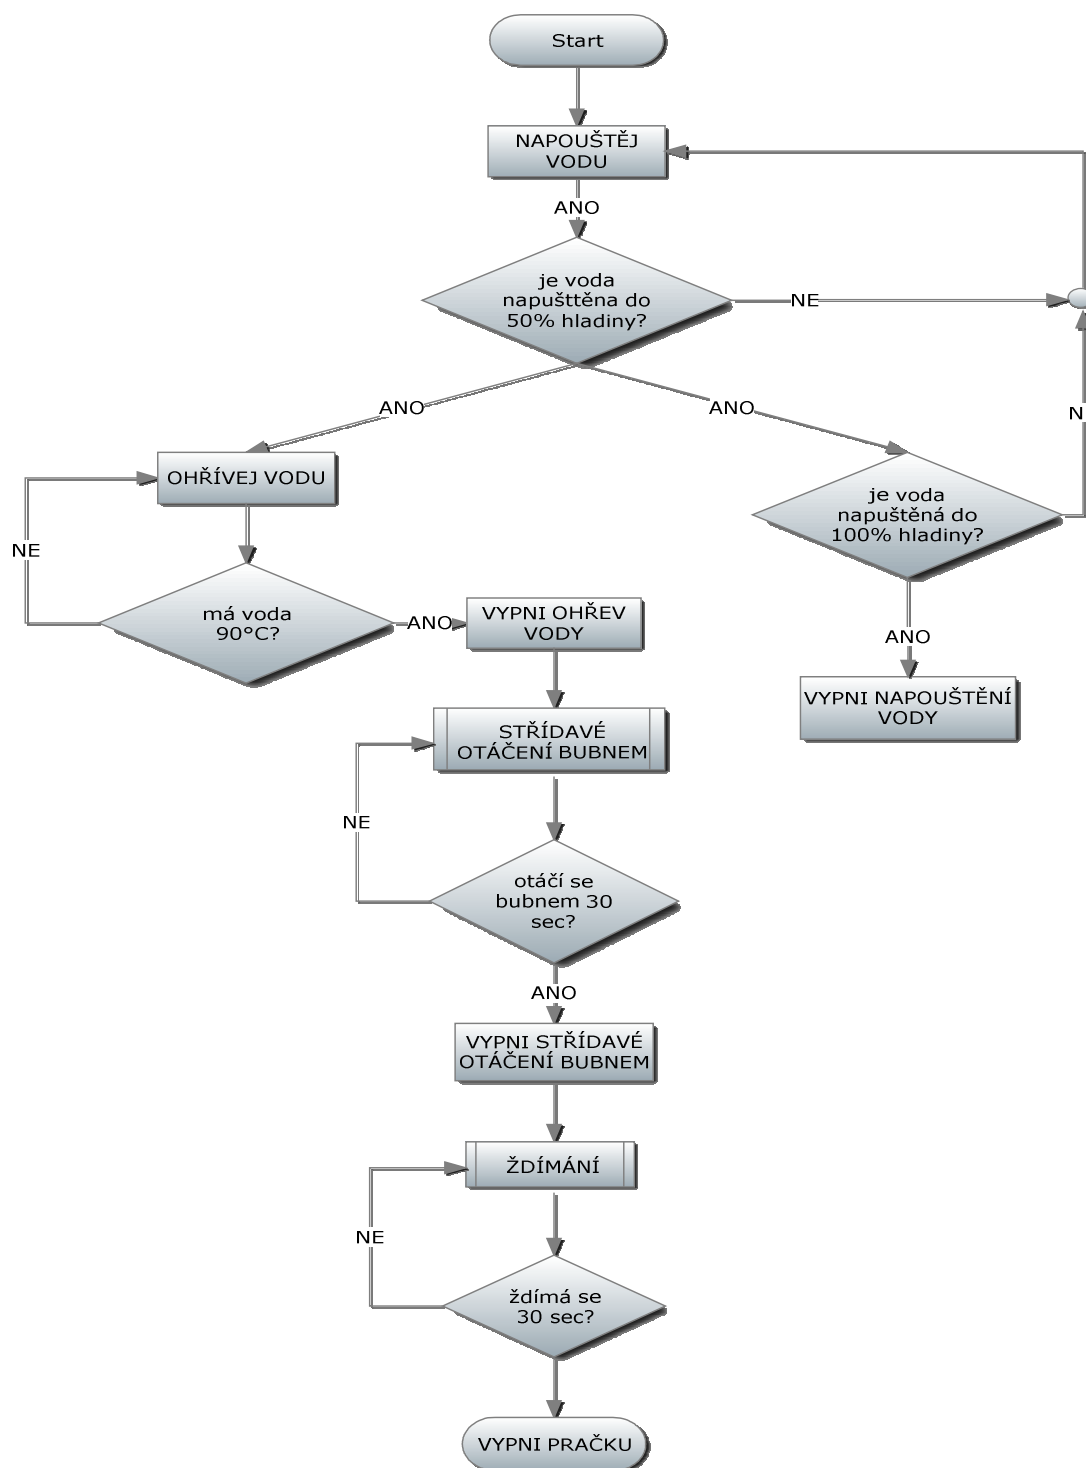 Start
NAPOUŠTĚJ
VODU
ANO
je voda
napušttěna do
50% hladiny?
NE
ANO
ANO
N
OHŘÍVEJ VODU
je voda
napuštěná do
100% hladiny?
NE
má voda
90°C?
ANO
VYPNI OHŘEV
VODY
ANO
VYPNI NAPOUŠTĚNÍ
VODY
STŘÍDAVÉ
OTÁČENÍ BUBNEM
NE
otáčí se
bubnem 30
sec?
ANO
VYPNI STŘÍDAVÉ
OTÁČENÍ BUBNEM
ŽDÍMÁNÍ
NE
ždímá se
30 sec?
VYPNI PRAČKU